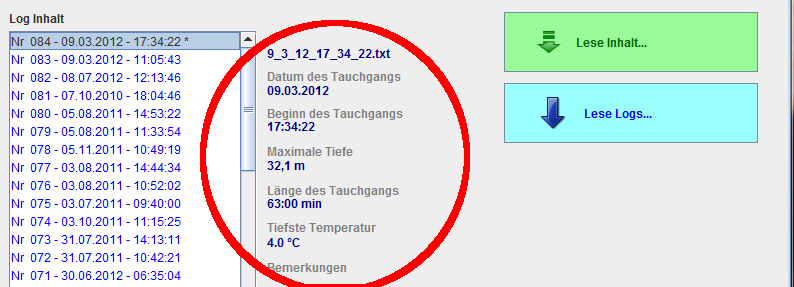 Log Inhalt
Nr 084 - 09.03.2012 - 17:34:22 *
Nr 083 - 09.03.2012 - 11:05:43
Nr 082 - 08.07.2012 - 12:13:46
Nr 081 - 07.10.2010 - 18:04:46
Nr 080 - 05.08.2011 - 14:53:22
Nr 079 - 05.08.2011 - 11:33:54
Nr 078 - 05.11.2011 - 10:49:19
Nr 077 - 03.08.2011 - 14:44:34
Nr 076 - 03.08.2011 - 10:52:02
Nr 075 - 03.07.2011 - 09:40:00
Nr 074 - 03.10.2011 - 11:15:25
Nr 073 - 31.07.2011 - 14:13:11
Nr 072 - 31.07.2011 - 10:42:21
Nr 071 - 30.06.2012 - 06:35:04
9_3_12_17_34_22.txt
Datum des Tauchgangs
09.03.2012
Beginn des Tauchgangs
17:34:22
Maximale Tiefe
32,1 m
Länge des Tauchgangs
63:00 min
Tiefste Temperatur
4.0 °C
Bemerkungen
Lese Inhalt...
Lese Logs...